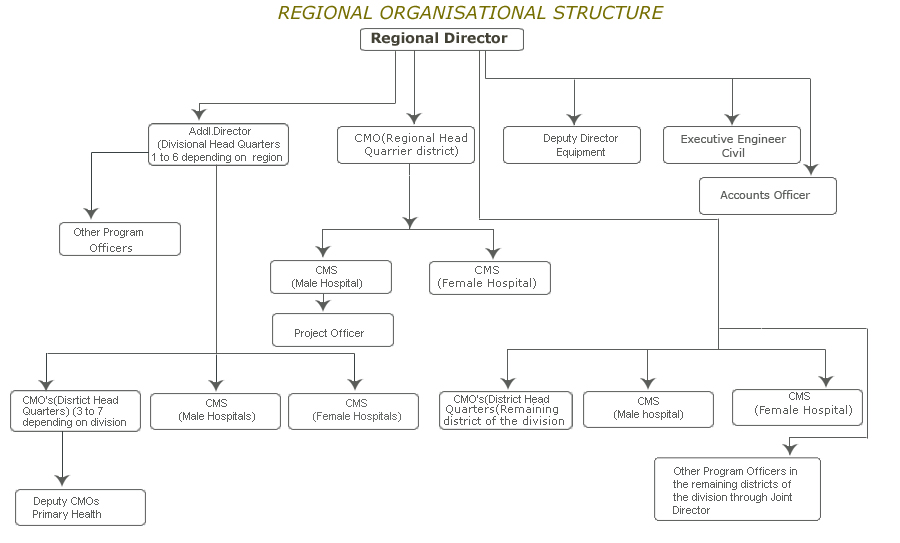 REGIONAL ORGANISATIONAL STRUCTURE
Regional Director
Addl.Director
(Divisional Head Quarters
1 to 6 depending on region
CMO(Regional Head
Quarrier district)
Deputy Director
Equipment
Executive Engineer
Civil
Accounts Officer
Other Program
Officers
CMS
(Male Hospital)
CMS
(Female Hospital)
Project Officer
CMO's(Disrtict Head
Quarters) (3 to 7
depending on division
CMS
(Male Hospitals)
CMS
(Female Hospitals)
CMO's(District Head
Quarters(Remaining
district of the division
CMS
(Male hospital)
CMS
(Female Hospital)
Other Program Officers in
the remaining districts of
the division through Joint
Director
Deputy CMOs
Primary Health